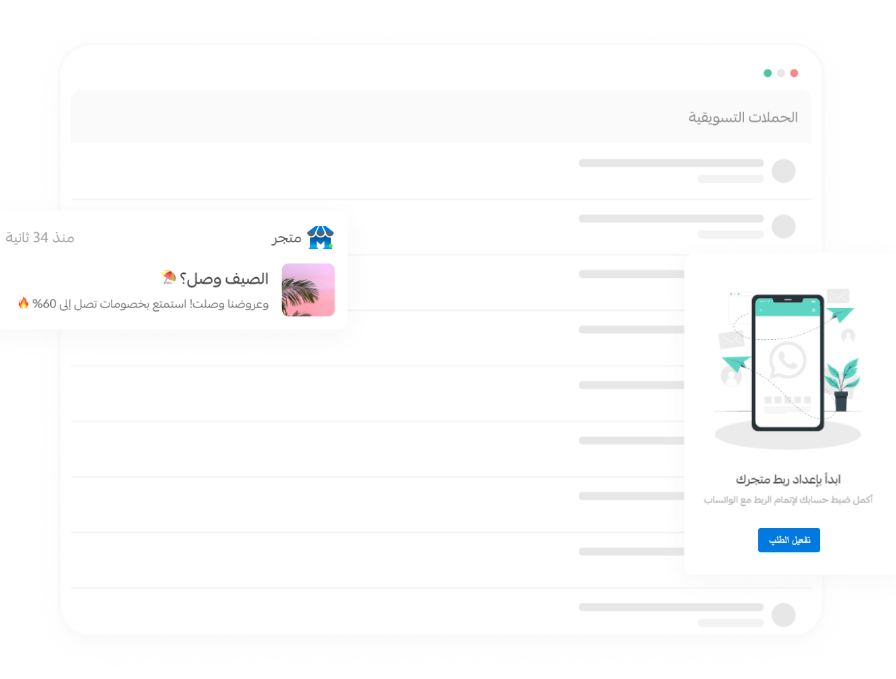 الحملات التسويقية
متجر
منذ 34 ثانية
الصيف وصل؟ 🏖️
وعروضنا وصلت! استمتع بخصومات تصل إلى 60% 🔥
ابدأ بإعداد ربط متجرك
أكمل ضبط حسابك لإتمام الربط مع الواتساب
تفعيل الطلب